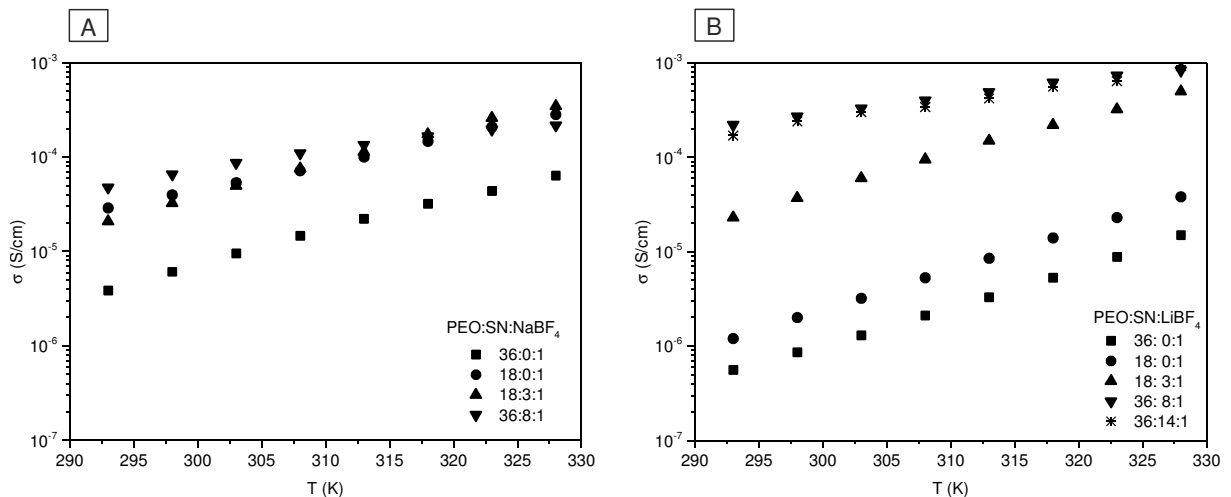 A
10⁻³
10⁻⁴
10⁻⁵
10⁻⁶
10⁻⁷
σ (S/cm)
290 295 300 305 310 315 320 325 330
T (K)
PEO:SN:NaBF₄
36:0:1
18:0:1
18:3:1
36:8:1
B
10⁻³
10⁻⁴
10⁻⁵
10⁻⁶
10⁻⁷
σ (S/cm)
290 295 300 305 310 315 320 325 330
T (K)
PEO:SN:LiBF₄
36: 0:1
18: 0:1
18: 3:1
36: 8:1
36:14:1